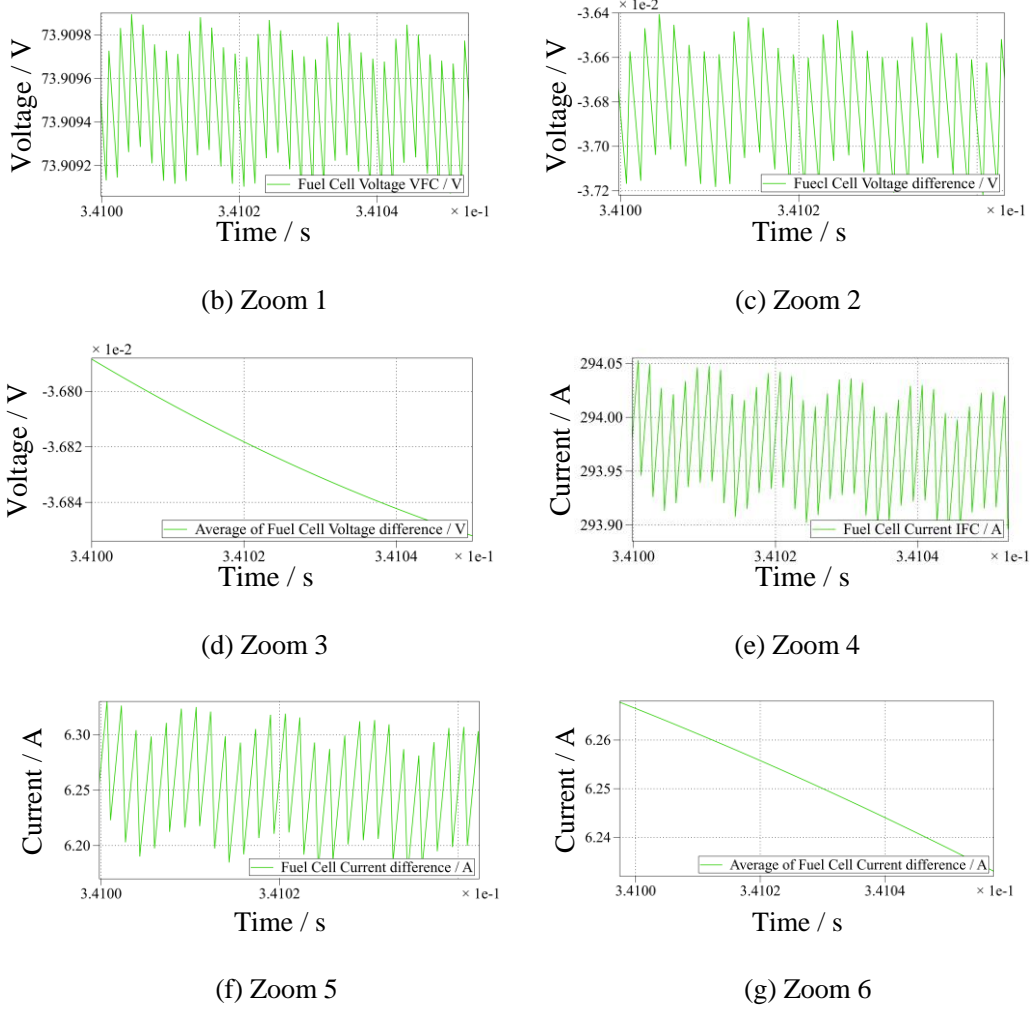 73.9098
73.9096
73.9094
73.9092
Voltage / V
Fuel Cell Voltage VFC / V
3.4100 3.4102 3.4104 × 1e-1
Time / s
(b) Zoom 1
× 1e-2
-3.64
-3.66
-3.68
-3.70
-3.72
Voltage / V
Fuecl Cell Voltage difference / V
3.4100 3.4102 × 1e-1
Time / s
(c) Zoom 2
× 1e-2
-3.680
-3.682
-3.684
Voltage / V
Average of Fuel Cell Voltage difference / V
3.4100 3.4102 3.4104 × 1e-1
Time / s
(d) Zoom 3
294.05
294.00
293.95
293.90
Current / A
Fuel Cell Current IFC / A
3.4100 3.4102 3.4104 × 1e-1
Time / s
(e) Zoom 4
6.30
6.25
6.20
Current / A
Fuel Cell Current difference / A
3.4100 3.4102 × 1e-1
Time / s
(f) Zoom 5
6.26
6.25
6.24
Current / A
Average of Fuel Cell Current difference / A
3.4100 3.4102 3.4104 × 1e-1
Time / s
(g) Zoom 6